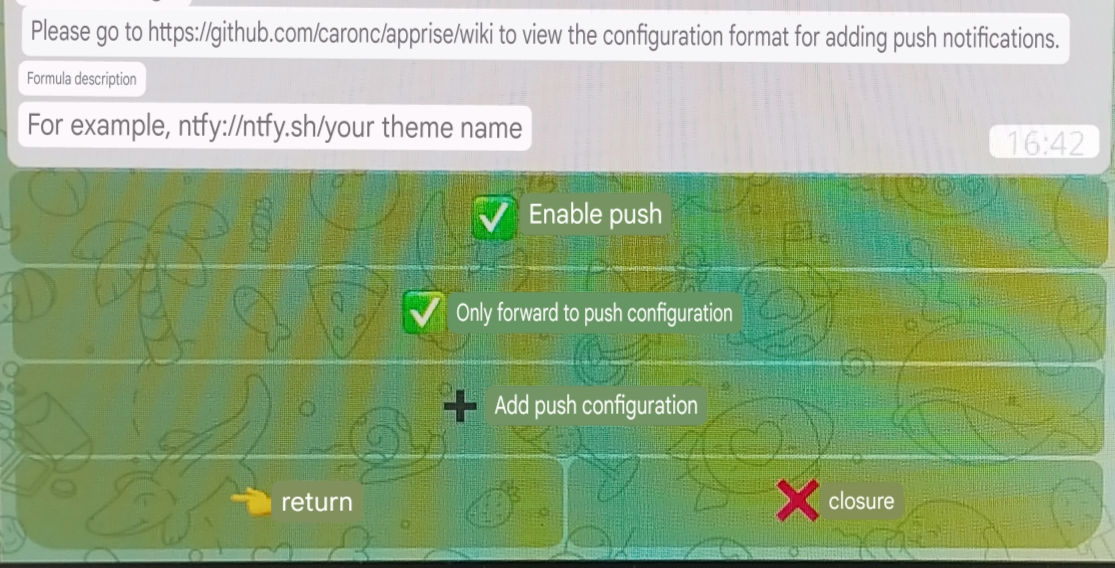 Please go to https://github.com/caronc/apprise/wiki to view the configuration format for adding push notifications.
Formula description
For example, ntfy://ntfy.sh/your theme name
16:42
Enable push
Only forward to push configuration
Add push configuration
return
closure